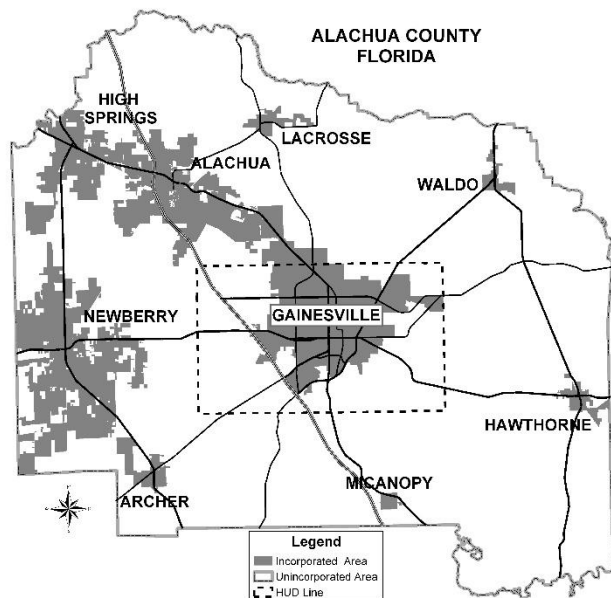 ALACHUA COUNTY
FLORIDA
HIGH
SPRINGS
LACROSSE
ALACHUA
WALDO
NEWBERRY
GAINESVILLE
HAWTHORNE
ARCHER
MICANOPY
Legend
Incorporated Area
Unincorporated Area
HUD Line